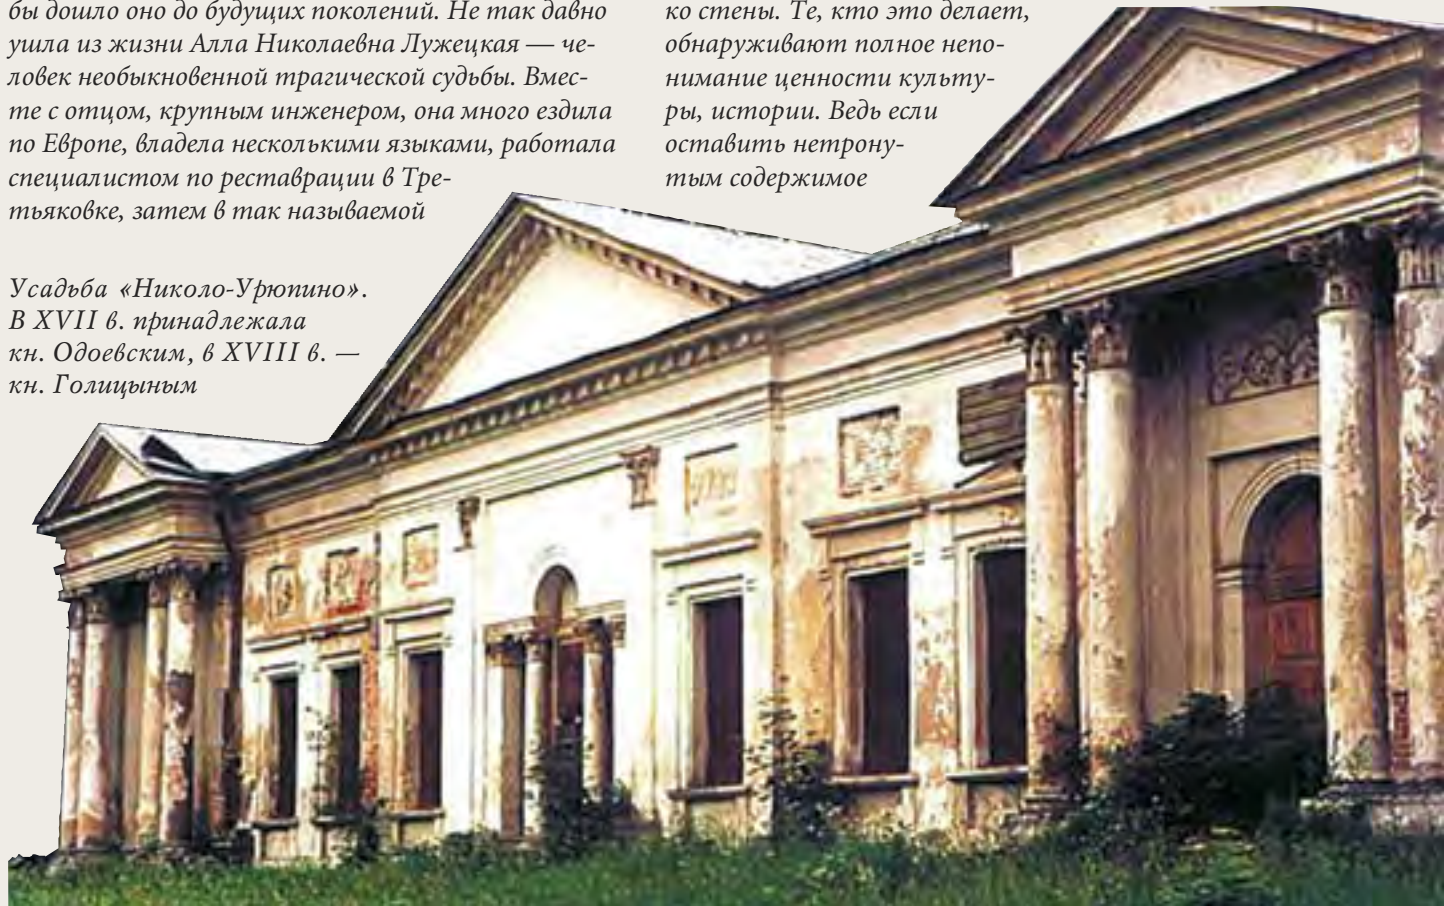 бы дошло оно до будущих поколений. Не так давно
ушла из жизни Алла Николаевна Лужецкая — че-
ловек необыкновенной трагической судьбы. Вмес-
те с отцом, крупным инженером, она много ездила
по Европе, владела несколькими языками, работала
специалистом по реставрации в Тре-
тьяковке, затем в так называемой
ко стены. Те, кто это делает,
обнаруживают полное непо-
нимание ценности культу-
ры, истории. Ведь если
оставить нетрону-
тым содержимое
Усадьба «Николо-Урюпино».
В XVII в. принадлежала
кн. Одоевским, в XVIII в. —
кн. Голицыным